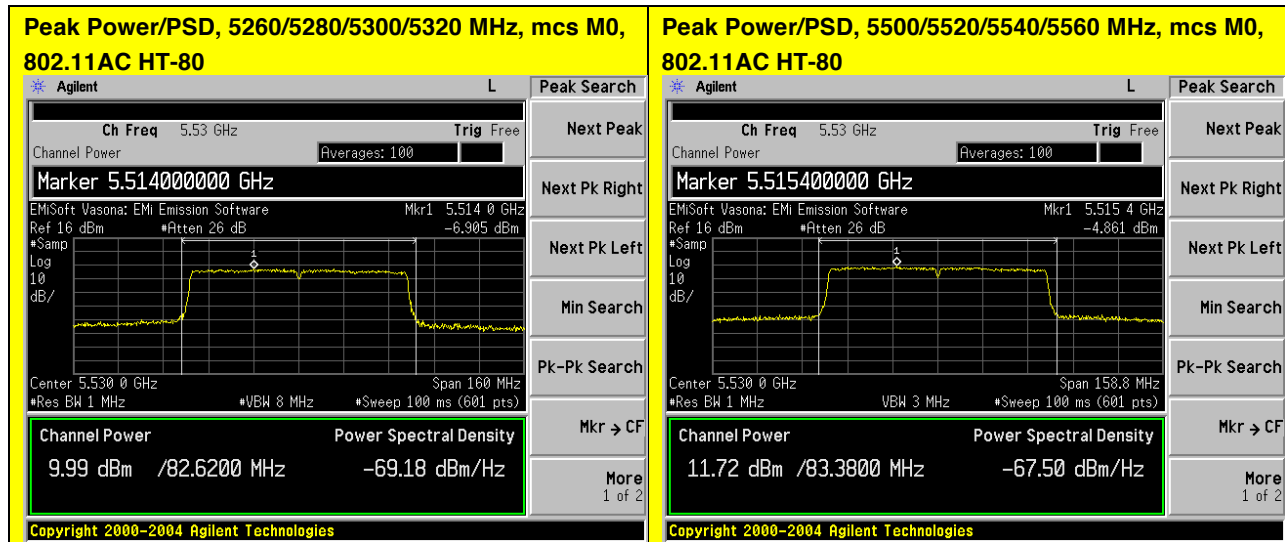 Peak Power/PSD, 5260/5280/5300/5320 MHz, mcs M0,
802.11AC HT-80
Agilent L Peak Search
Ch Freq 5.53 GHz Trig Free
Channel Power Averages: 100
Marker 5.514000000 GHz
EMiSoft Vasona: EMi Emission Software Mkr1 5.514 0 GHz
Ref 16 dBm #Atten 26 dB -6.905 dBm
#Samp
Log
10
dB/
1
Center 5.530 0 GHz Span 160 MHz
#Res BW 1 MHz #VBW 8 MHz #Sweep 100 ms (601 pts)
Channel Power Power Spectral Density
9.99 dBm /82.6200 MHz -69.18 dBm/Hz
Copyright 2000-2004 Agilent Technologies
Next Peak
Next Pk Right
Next Pk Left
Min Search
Pk-Pk Search
Mkr → CF
More
1 of 2
Peak Power/PSD, 5500/5520/5540/5560 MHz, mcs M0,
802.11AC HT-80
Agilent L Peak Search
Ch Freq 5.53 GHz Trig Free
Channel Power Averages: 100
Marker 5.515400000 GHz
EMiSoft Vasona: EMi Emission Software Mkr1 5.515 4 GHz
Ref 16 dBm #Atten 26 dB -4.861 dBm
#Samp
Log
10
dB/
1
Center 5.530 0 GHz Span 158.8 MHz
#Res BW 1 MHz VBW 3 MHz #Sweep 100 ms (601 pts)
Channel Power Power Spectral Density
11.72 dBm /83.3800 MHz -67.50 dBm/Hz
Copyright 2000-2004 Agilent Technologies
Next Peak
Next Pk Right
Next Pk Left
Min Search
Pk-Pk Search
Mkr → CF
More
1 of 2